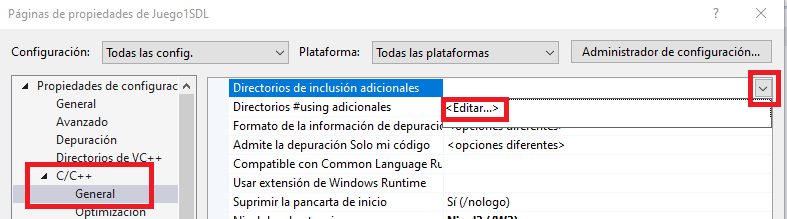 Páginas de propiedades de Juego1SDL
Configuración: Todas las config. Plataforma: Todas las plataformas Administrador de configuración...
Propiedades de configurac
General
Avanzado
Depuración
Directorios de VC++
C/C++
General
Optimización
Directorios de inclusión adicionales
Directorios #using adicionales <Editar...>
Formato de la información de depuració <opciones diferentes>
Admite la depuración Solo mi código <opciones diferentes>
Compatible con Common Language Ru
Usar extensión de Windows Runtime
Suprimir la pancarta de inicio Sí (/nologo)